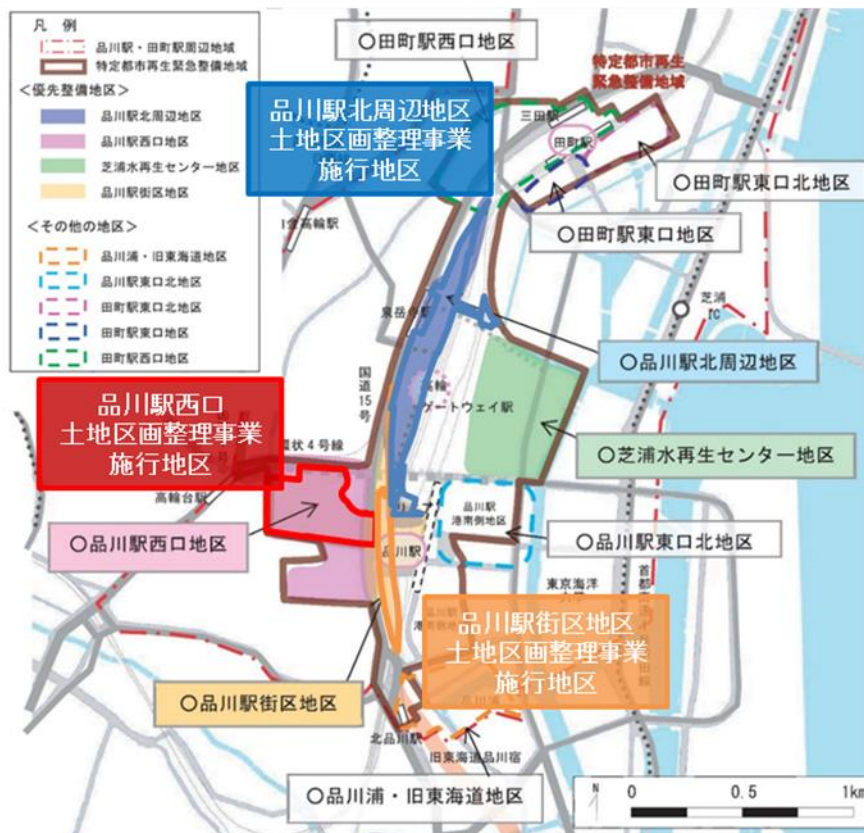 凡 例
品川駅・田町駅周辺地域
特定都市再生緊急整備地域
<優先整備地区>
品川駅北周辺地区
品川駅西口地区
芝浦水再生センター地区
品川駅街区地区
<その他の地区>
品川浦・旧東海道地区
品川駅東口北地区
田町駅東口北地区
田町駅東口地区
田町駅西口地区
○田町駅西口地区
特定都市再生
緊急整備地域
品川駅北周辺地区
土地区画整理事業
施行地区
三田駅
田町駅
○田町駅東口北地区
○田町駅東口地区
金高輪駅
泉岳寺駅
芝浦
IC
○品川駅北周辺地区
国道15号
高輪
ゲートウェイ駅
品川駅西口
土地区画整理事業
施行地区
環状4号線
○芝浦水再生センター地区
高輪台駅
品川駅
港南側地区
○品川駅西口地区
○品川駅東口北地区
品川駅
東京海洋
品川駅街区地区
土地区画整理事業
施行地区
○品川駅街区地区
北品川駅
旧東海道品川宿
○品川浦・旧東海道地区
N
0 0.5 1km